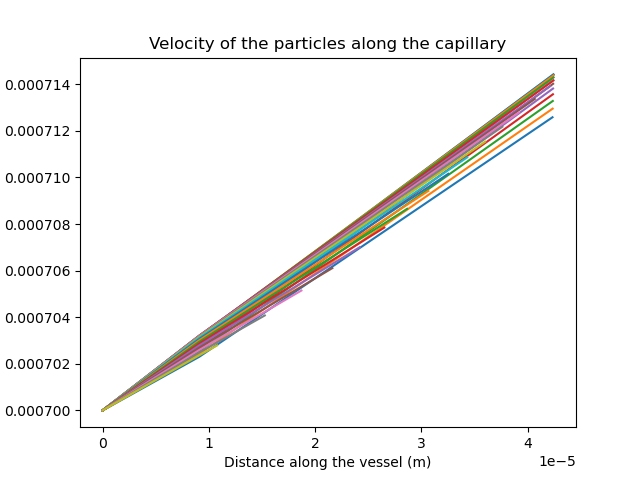 Velocity of the particles along the capillary
0.000714
0.000712
0.000710
0.000708
0.000706
0.000704
0.000702
0.000700
0 1 2 3 4
1e−5
Distance along the vessel (m)